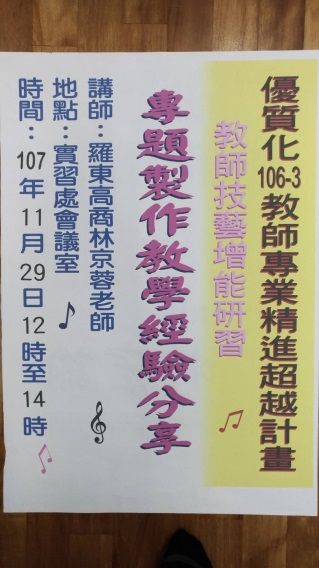 優質化106-3教師專業精進超越計畫
教師技藝增能研習
專題製作教學經驗分享
講師：羅東高商林京蓉老師
地點：實習處會議室
時間：107年11月29日12時至14時